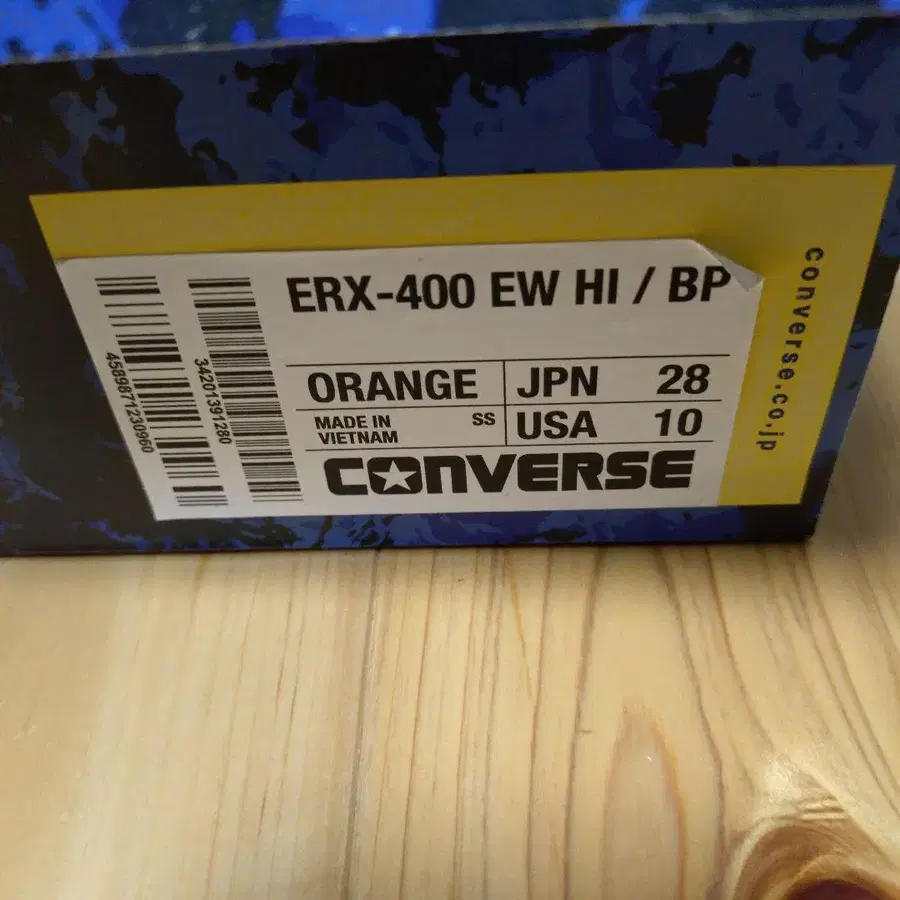 ERX-400 EW HI / BP
ORANGE
JPN 28
MADE IN
VIETNAM
SS
USA 10
CONVERSE
4589871230960
34201391280
converse.co.jp